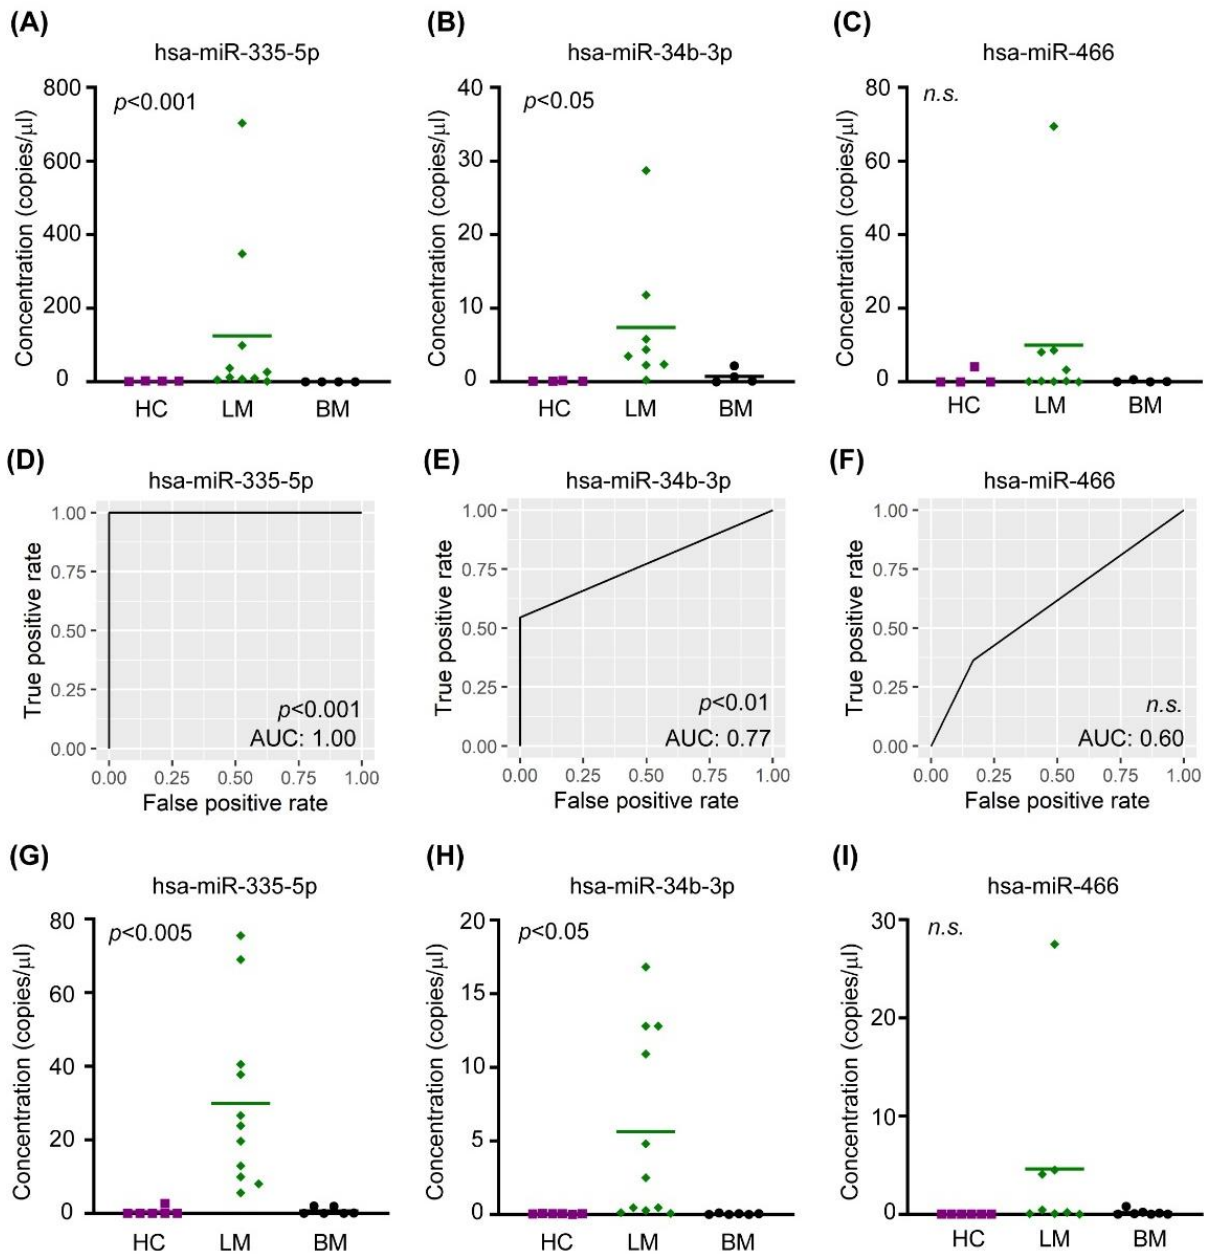 (A)
hsa-miR-335-5p
p<0.001
Concentration (copies/µl)
800
600
400
200
0
HC LM BM
(B)
hsa-miR-34b-3p
p<0.05
Concentration (copies/µl)
40
30
20
10
0
HC LM BM
(C)
hsa-miR-466
n.s.
Concentration (copies/µl)
80
60
40
20
0
HC LM BM
(D)
hsa-miR-335-5p
True positive rate
1.00
0.75
0.50
0.25
0.00
p<0.001
AUC: 1.00
0.00 0.25 0.50 0.75 1.00
False positive rate
(E)
hsa-miR-34b-3p
True positive rate
1.00
0.75
0.50
0.25
0.00
p<0.01
AUC: 0.77
0.00 0.25 0.50 0.75 1.00
False positive rate
(F)
hsa-miR-466
True positive rate
1.00
0.75
0.50
0.25
0.00
n.s.
AUC: 0.60
0.00 0.25 0.50 0.75 1.00
False positive rate
(G)
hsa-miR-335-5p
p<0.005
Concentration (copies/µl)
80
60
40
20
0
HC LM BM
(H)
hsa-miR-34b-3p
p<0.05
Concentration (copies/µl)
20
15
10
5
0
HC LM BM
(I)
hsa-miR-466
n.s.
Concentration (copies/µl)
30
20
10
0
HC LM BM